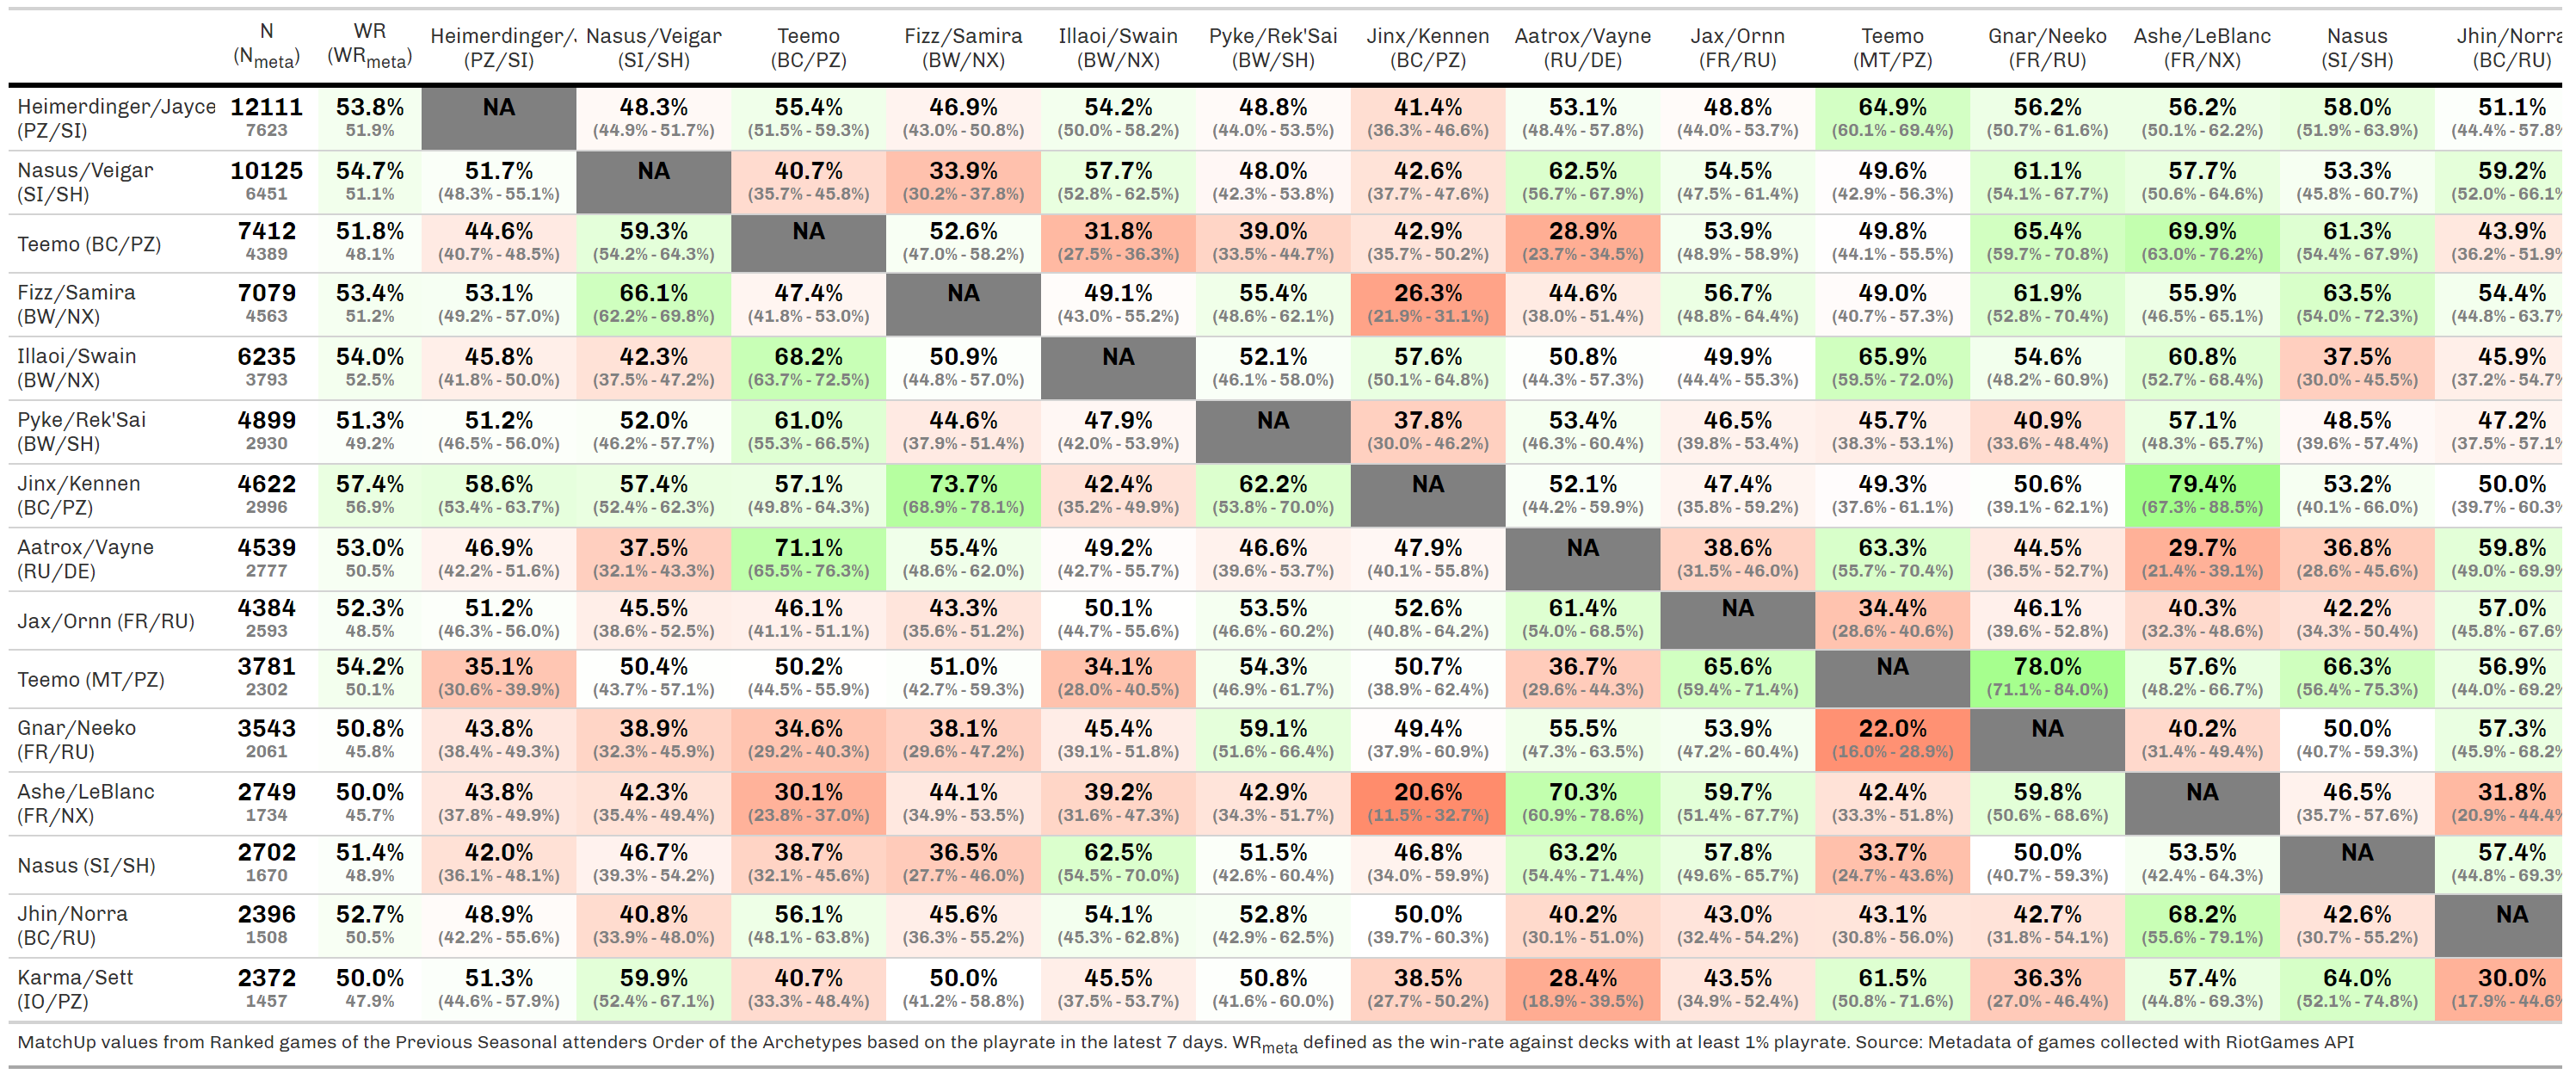 N WR Heimerdinger/. Nasus/Veigar Teemo Fizz/Samira Illaoi/Swain Pyke/Rek'Sai Jinx/Kennen Aatrox/Vayne Jax/Ornn Teemo Gnar/Neeko Ashe/LeBlanc Nasus Jhin/Norra
(Nmeta) (WRmeta) (PZ/SI) (SI/SH) (BC/PZ) (BW/NX) (BW/NX) (BW/SH) (BC/PZ) (RU/DE) (FR/RU) (MT/PZ) (FR/RU) (FR/NX) (SI/SH) (BC/RU)
Heimerdinger/Jayce 12111 53.8% NA 48.3% 55.4% 46.9% 54.2% 48.8% 41.4% 53.1% 48.8% 64.9% 56.2% 56.2% 58.0% 51.1%
(PZ/SI) 7623 51.9% (44.9% - 51.7%) (51.5% - 59.3%) (43.0% - 50.8%) (50.0% - 58.2%) (44.0% - 53.5%) (36.3% - 46.6%) (48.4% - 57.8%) (44.0% - 53.7%) (60.1% - 69.4%) (50.7% - 61.6%) (50.1% - 62.2%) (51.9% - 63.9%) (44.4% - 57.8%
Nasus/Veigar 10125 54.7% 51.7% NA 40.7% 33.9% 57.7% 48.0% 42.6% 62.5% 54.5% 49.6% 61.1% 57.7% 53.3% 59.2%
(SI/SH) 6451 51.1% (48.3% - 55.1%) (35.7% - 45.8%) (30.2% - 37.8%) (52.8% - 62.5%) (42.3% - 53.8%) (37.7% - 47.6%) (56.7% - 67.9%) (47.5% - 61.4%) (42.9% - 56.3%) (54.1% - 67.7%) (50.6% - 64.6%) (45.8% - 60.7%) (52.0% - 66.1%
Teemo (BC/PZ) 7412 51.8% 44.6% 59.3% NA 52.6% 31.8% 39.0% 42.9% 28.9% 53.9% 49.8% 65.4% 69.9% 61.3% 43.9%
4389 48.1% (40.7% - 48.5%) (54.2% - 64.3%) (47.0% - 58.2%) (27.5% - 36.3%) (33.5% - 44.7%) (35.7% - 50.2%) (23.7% - 34.5%) (48.9% - 58.9%) (44.1% - 55.5%) (59.7% - 70.8%) (63.0% - 76.2%) (54.4% - 67.9%) (36.2% - 51.9%
Fizz/Samira 7079 53.4% 53.1% 66.1% 47.4% NA 49.1% 55.4% 26.3% 44.6% 56.7% 49.0% 61.9% 55.9% 63.5% 54.4%
(BW/NX) 4563 51.2% (49.2% - 57.0%) (62.2% - 69.8%) (41.8% - 53.0%) (43.0% - 55.2%) (48.6% - 62.1%) (21.9% - 31.1%) (38.0% - 51.4%) (48.8% - 64.4%) (40.7% - 57.3%) (52.8% - 70.4%) (46.5% - 65.1%) (54.0% - 72.3%) (44.8% - 63.7%
Illaoi/Swain 6235 54.0% 45.8% 42.3% 68.2% 50.9% NA 52.1% 57.6% 50.8% 49.9% 65.9% 54.6% 60.8% 37.5% 45.9%
(BW/NX) 3793 52.5% (41.8% - 50.0%) (37.5% - 47.2%) (63.7% - 72.5%) (44.8% - 57.0%) (46.1% - 58.0%) (50.1% - 64.8%) (44.3% - 57.3%) (44.4% - 55.3%) (59.5% - 72.0%) (48.2% - 60.9%) (52.7% - 68.4%) (30.0% - 45.5%) (37.2% - 54.7%
Pyke/Rek'Sai 4899 51.3% 51.2% 52.0% 61.0% 44.6% 47.9% NA 37.8% 53.4% 46.5% 45.7% 40.9% 57.1% 48.5% 47.2%
(BW/SH) 2930 49.2% (46.5% - 56.0%) (46.2% - 57.7%) (55.3% - 66.5%) (37.9% - 51.4%) (42.0% - 53.9%) (30.0% - 46.2%) (46.3% - 60.4%) (39.8% - 53.4%) (38.3% - 53.1%) (33.6% - 48.4%) (48.3% - 65.7%) (39.6% - 57.4%) (37.5% - 57.1%
Jinx/Kennen 4622 57.4% 58.6% 57.4% 57.1% 73.7% 42.4% 62.2% NA 52.1% 47.4% 49.3% 50.6% 79.4% 53.2% 50.0%
(BC/PZ) 2996 56.9% (53.4% - 63.7%) (52.4% - 62.3%) (49.8% - 64.3%) (68.9% - 78.1%) (35.2% - 49.9%) (53.8% - 70.0%) (44.2% - 59.9%) (35.8% - 59.2%) (37.6% - 61.1%) (39.1% - 62.1%) (67.3% - 88.5%) (40.1% - 66.0%) (39.7% - 60.3%
Aatrox/Vayne 4539 53.0% 46.9% 37.5% 71.1% 55.4% 49.2% 46.6% 47.9% NA 38.6% 63.3% 44.5% 29.7% 36.8% 59.8%
(RU/DE) 2777 50.5% (42.2% - 51.6%) (32.1% - 43.3%) (65.5% - 76.3%) (48.6% - 62.0%) (42.7% - 55.7%) (39.6% - 53.7%) (40.1% - 55.8%) (31.5% - 46.0%) (55.7% - 70.4%) (36.5% - 52.7%) (21.4% - 39.1%) (28.6% - 45.6%) (49.0% - 69.9%
Jax/Ornn (FR/RU) 4384 52.3% 51.2% 45.5% 46.1% 43.3% 50.1% 53.5% 52.6% 61.4% NA 34.4% 46.1% 40.3% 42.2% 57.0%
2593 48.5% (46.3% - 56.0%) (38.6% - 52.5%) (41.1% - 51.1%) (35.6% - 51.2%) (44.7% - 55.6%) (46.6% - 60.2%) (40.8% - 64.2%) (54.0% - 68.5%) (28.6% - 40.6%) (39.6% - 52.8%) (32.3% - 48.6%) (34.3% - 50.4%) (45.8% - 67.6%
Teemo (MT/PZ) 3781 54.2% 35.1% 50.4% 50.2% 51.0% 34.1% 54.3% 50.7% 36.7% 65.6% NA 78.0% 57.6% 66.3% 56.9%
2302 50.1% (30.6% - 39.9%) (43.7% - 57.1%) (44.5% - 55.9%) (42.7% - 59.3%) (28.0% - 40.5%) (46.9% - 61.7%) (38.9% - 62.4%) (29.6% - 44.3%) (59.4% - 71.4%) (71.1% - 84.0%) (48.2% - 66.7%) (56.4% - 75.3%) (44.0% - 69.2%
Gnar/Neeko 3543 50.8% 43.8% 38.9% 34.6% 38.1% 45.4% 59.1% 49.4% 55.5% 53.9% 22.0% NA 40.2% 50.0% 57.3%
(FR/RU) 2061 45.8% (38.4% - 49.3%) (32.3% - 45.9%) (29.2% - 40.3%) (29.6% - 47.2%) (39.1% - 51.8%) (51.6% - 66.4%) (37.9% - 60.9%) (47.3% - 63.5%) (47.2% - 60.4%) (16.0% - 28.9%) (31.4% - 49.4%) (40.7% - 59.3%) (45.9% - 68.2%
Ashe/LeBlanc 2749 50.0% 43.8% 42.3% 30.1% 44.1% 39.2% 42.9% 20.6% 70.3% 59.7% 42.4% 59.8% NA 46.5% 31.8%
(FR/NX) 1734 45.7% (37.8% - 49.9%) (35.4% - 49.4%) (23.8% - 37.0%) (34.9% - 53.5%) (31.6% - 47.3%) (34.3% - 51.7%) (11.5% - 32.7%) (60.9% - 78.6%) (51.4% - 67.7%) (33.3% - 51.8%) (50.6% - 68.6%) (35.7% - 57.6%) (20.9% - 44.4%
Nasus (SI/SH) 2702 51.4% 42.0% 46.7% 38.7% 36.5% 62.5% 51.5% 46.8% 63.2% 57.8% 33.7% 50.0% 53.5% NA 57.4%
1670 48.9% (36.1% - 48.1%) (39.3% - 54.2%) (32.1% - 45.6%) (27.7% - 46.0%) (54.5% - 70.0%) (42.6% - 60.4%) (34.0% - 59.9%) (54.4% - 71.4%) (49.6% - 65.7%) (24.7% - 43.6%) (40.7% - 59.3%) (42.4% - 64.3%) (44.8% - 69.3%
Jhin/Norra 2396 52.7% 48.9% 40.8% 56.1% 45.6% 54.1% 52.8% 50.0% 40.2% 43.0% 43.1% 42.7% 68.2% 42.6% NA
(BC/RU) 1508 50.5% (42.2% - 55.6%) (33.9% - 48.0%) (48.1% - 63.8%) (36.3% - 55.2%) (45.3% - 62.8%) (42.9% - 62.5%) (39.7% - 60.3%) (30.1% - 51.0%) (32.4% - 54.2%) (30.8% - 56.0%) (31.8% - 54.1%) (55.6% - 79.1%) (30.7% - 55.2%)
Karma/Sett 2372 50.0% 51.3% 59.9% 40.7% 50.0% 45.5% 50.8% 38.5% 28.4% 43.5% 61.5% 36.3% 57.4% 64.0% 30.0%
(IO/PZ) 1457 47.9% (44.6% - 57.9%) (52.4% - 67.1%) (33.3% - 48.4%) (41.2% - 58.8%) (37.5% - 53.7%) (41.6% - 60.0%) (27.7% - 50.2%) (18.9% - 39.5%) (34.9% - 52.4%) (50.8% - 71.6%) (27.0% - 46.4%) (44.8% - 69.3%) (52.1% - 74.8%) (17.9% - 44.6%
MatchUp values from Ranked games of the Previous Seasonal attenders Order of the Archetypes based on the playrate in the latest 7 days. WRmeta defined as the win-rate against decks with at least 1% playrate. Source: Metadata of games collected with RiotGames API